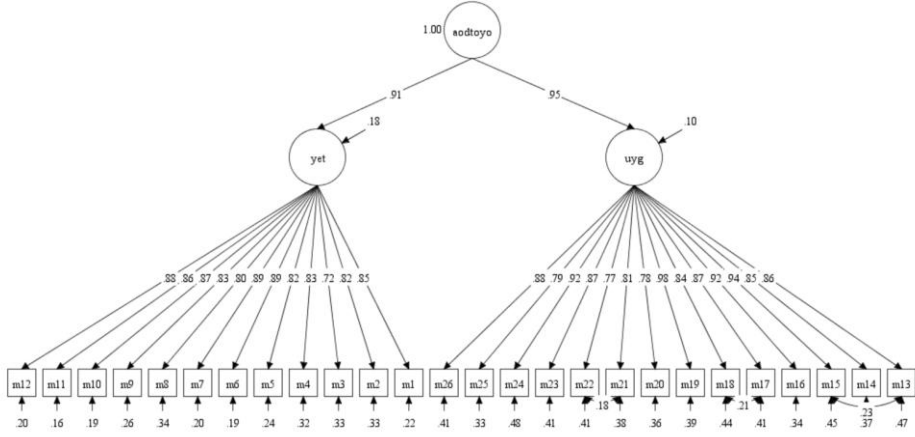 1.00 aodtoyo
.91 .95
.18 .10
yet uyg
.88 .86 .87 .83 .80 .89 .89 .82 .83 .72 .82 .85 .88 .79 .92 .87 .77 .81 .78 .98 .84 .87 .92 .94 .85 .86
m12 m11 m10 m9 m8 m7 m6 m5 m4 m3 m2 m1 m26 m25 m24 m23 m22 m21 m20 m19 m18 m17 m16 m15 m14 m13
.18 .21 .23
.20 .16 .19 .26 .34 .20 .19 .24 .32 .33 .33 .22 .41 .33 .48 .41 .41 .38 .36 .39 .44 .41 .34 .45 .37 .47